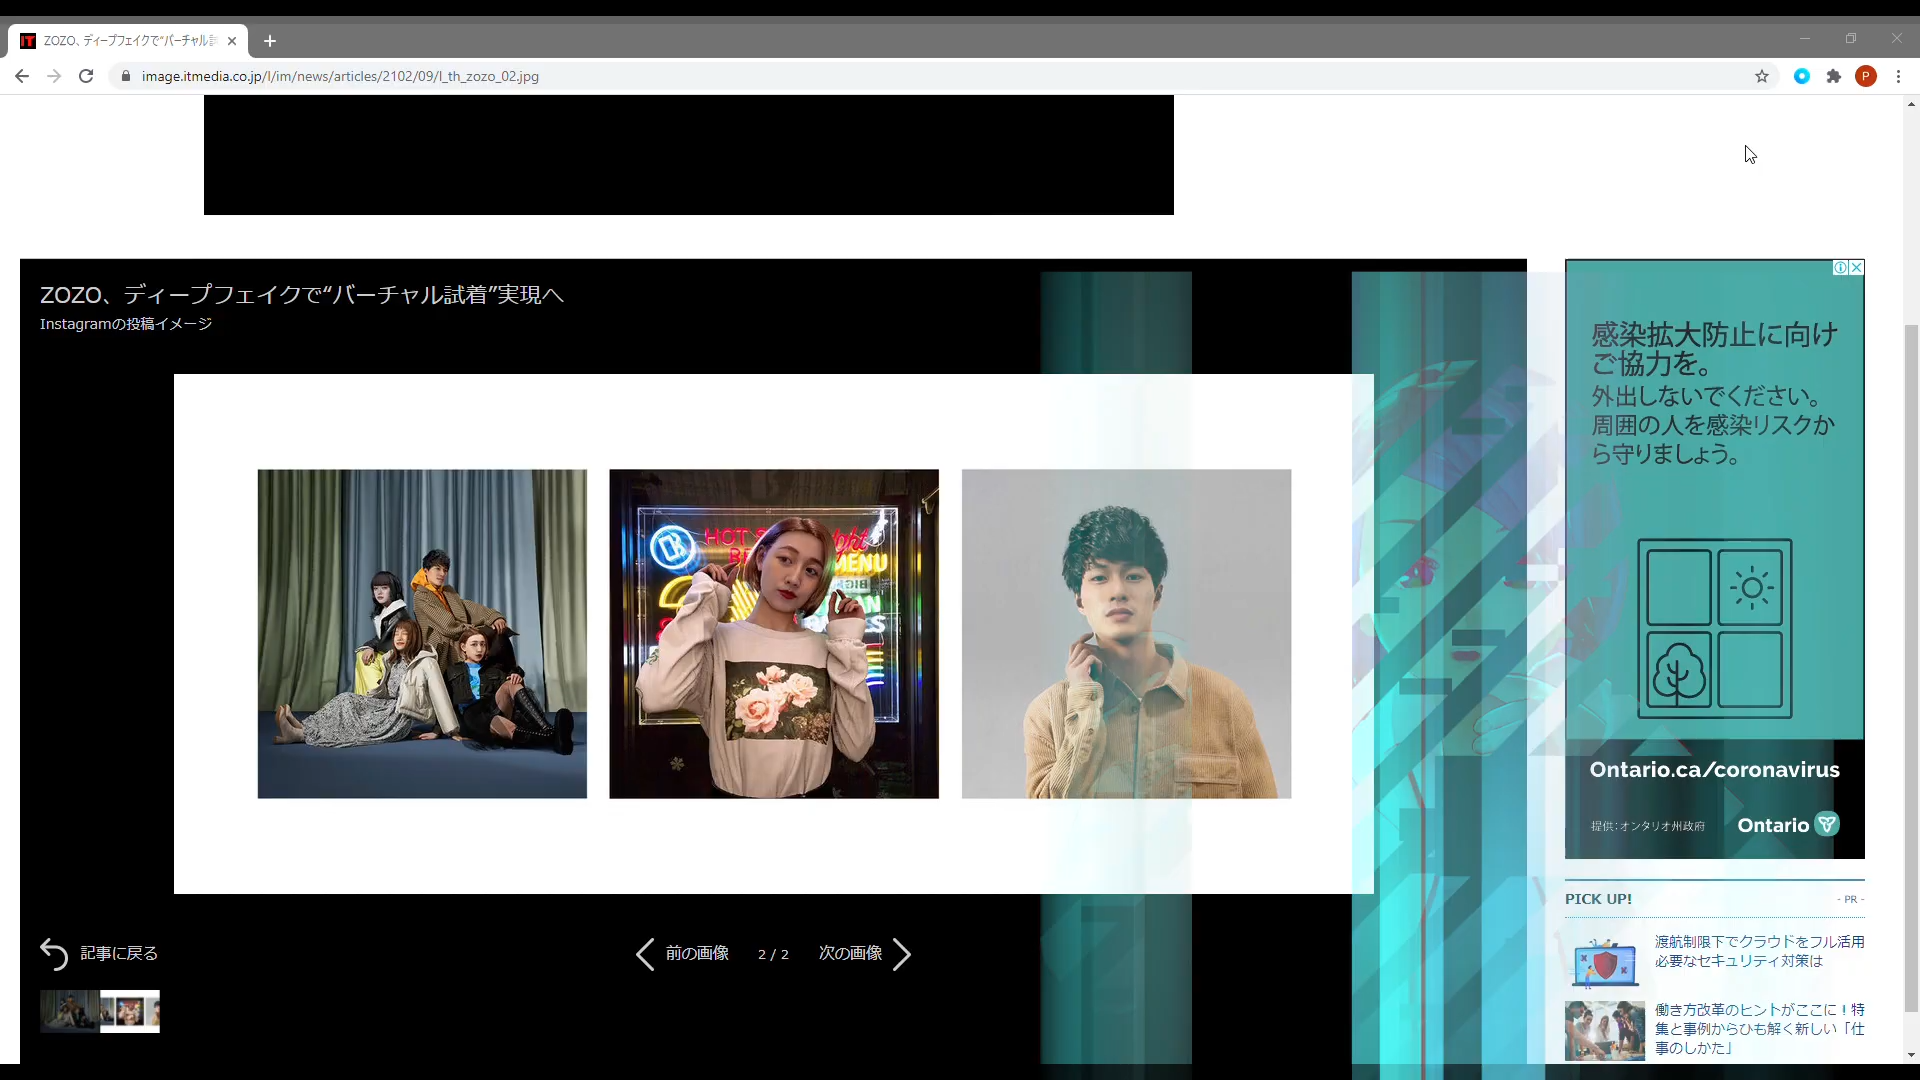 ZOZO、ディープフェイクで“バーチャル試
image.itmedia.co.jp/l/im/news/articles/2102/09/l_th_zozo_02.jpg
P
ZOZO、ディープフェイクで“バーチャル試着”実現へ
Instagramの投稿イメージ
HOT
MENU
BIG
感染拡大防止に向け
ご協力を。
外出しないでください。
周囲の人を感染リスクか
ら守りましょう。
Ontario.ca/coronavirus
提供：オンタリオ州政府
Ontario
PICK UP!
- PR -
渡航制限下でクラウドをフル活用
必要なセキュリティ対策は
働き方改革のヒントがここに！特
集と事例からひも解く新しい「仕
事のしかた」
記事に戻る
前の画像
2 / 2
次の画像